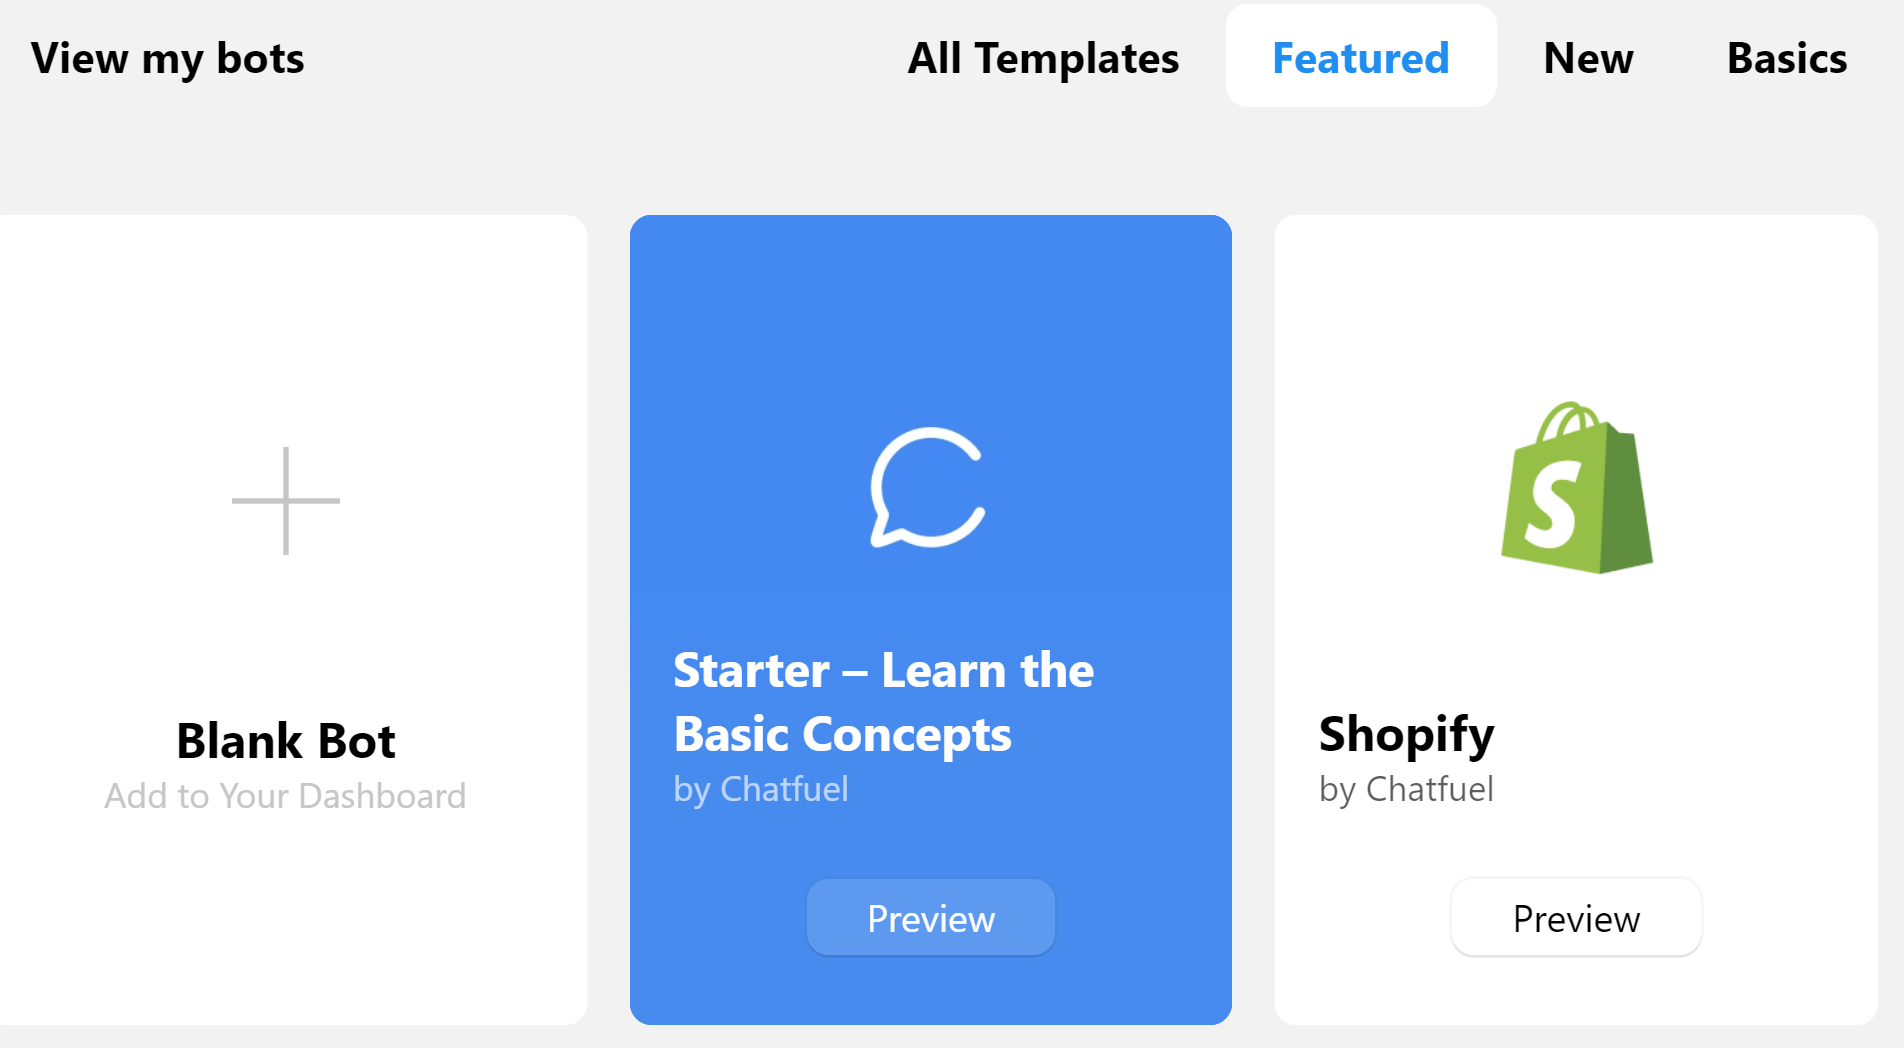 View my bots
All Templates
Featured
New
Basics
Blank Bot
Add to Your Dashboard
Starter – Learn the
Basic Concepts
by Chatfuel
Preview
S
Shopify
by Chatfuel
Preview